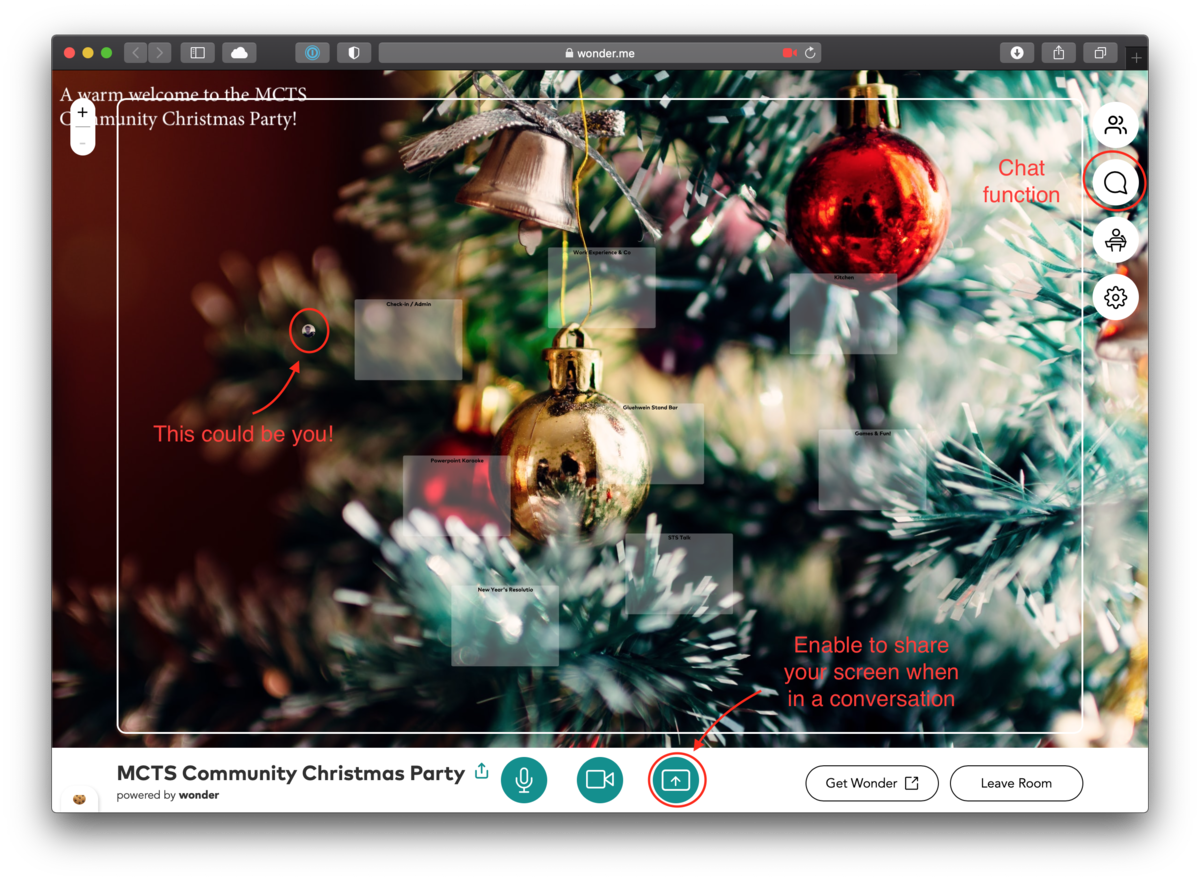 wonder.me
A warm welcome to the MCTS
Community Christmas Party!
Chat
function
Work Experience & Co
Kitchen
Check-in / Admin
This could be you!
Gluehwein Stand Bar
Games & Fun!
Powerpoint Karaoke
STS Talk
New Year's Resolutio
Enable to share
your screen when
in a conversation
MCTS Community Christmas Party
powered by wonder
Get Wonder
Leave Room